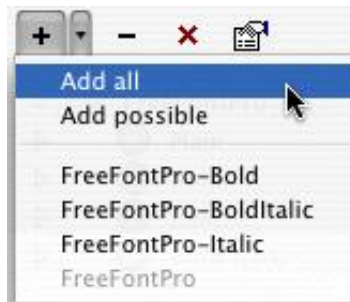 Add all
Add possible
FreeFontPro-Bold
FreeFontPro-BoldItalic
FreeFontPro-Italic
FreeFontPro